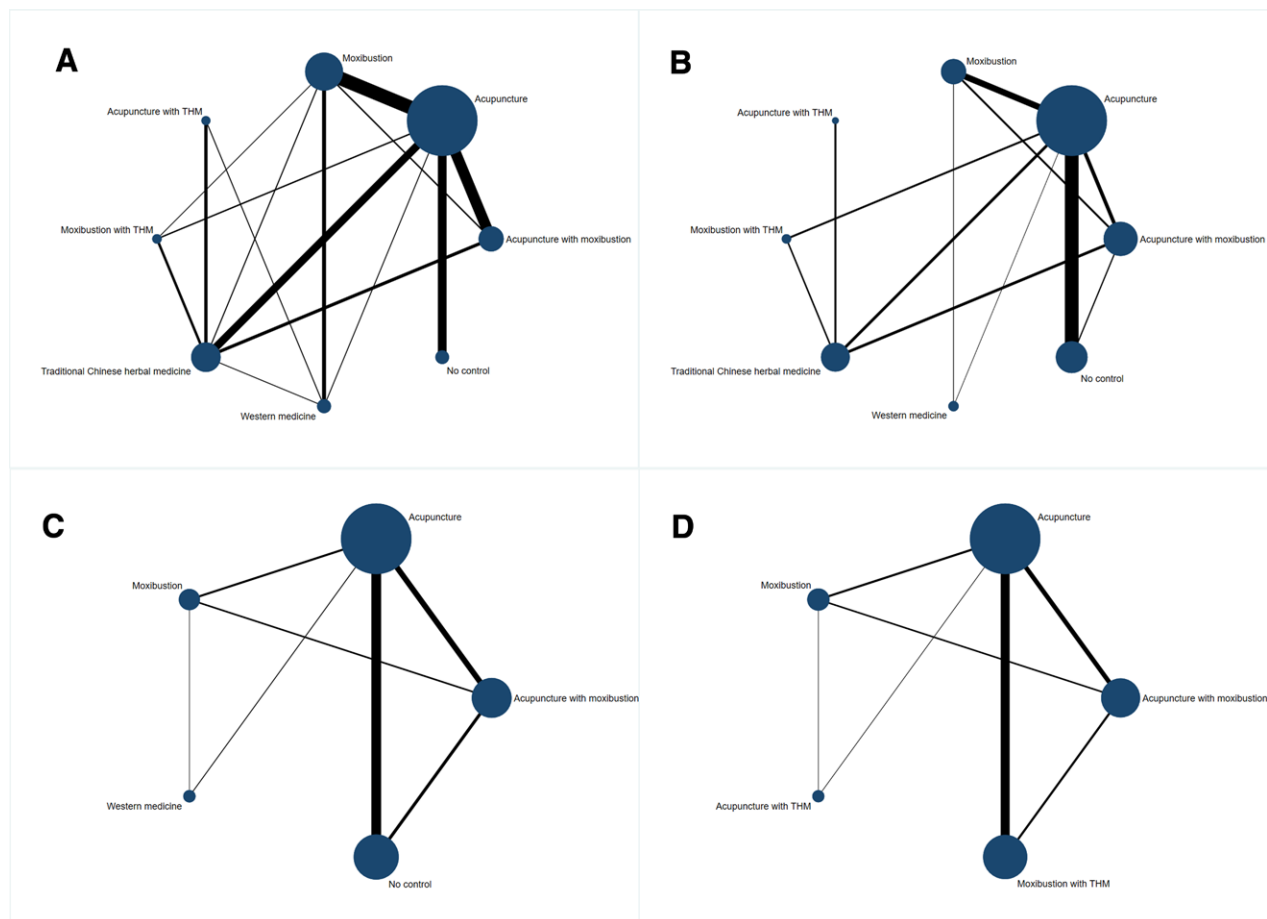 A
Moxibustion
Acupuncture
Acupuncture with THM
Moxibustion with THM
Acupuncture with moxibustion
Traditional Chinese herbal medicine
No control
Western medicine
B
Moxibustion
Acupuncture
Acupuncture with THM
Moxibustion with THM
Acupuncture with moxibustion
Traditional Chinese herbal medicine
No control
Western medicine
C
Acupuncture
Moxibustion
Acupuncture with moxibustion
Western medicine
No control
D
Acupuncture
Moxibustion
Acupuncture with moxibustion
Acupuncture with THM
Moxibustion with THM